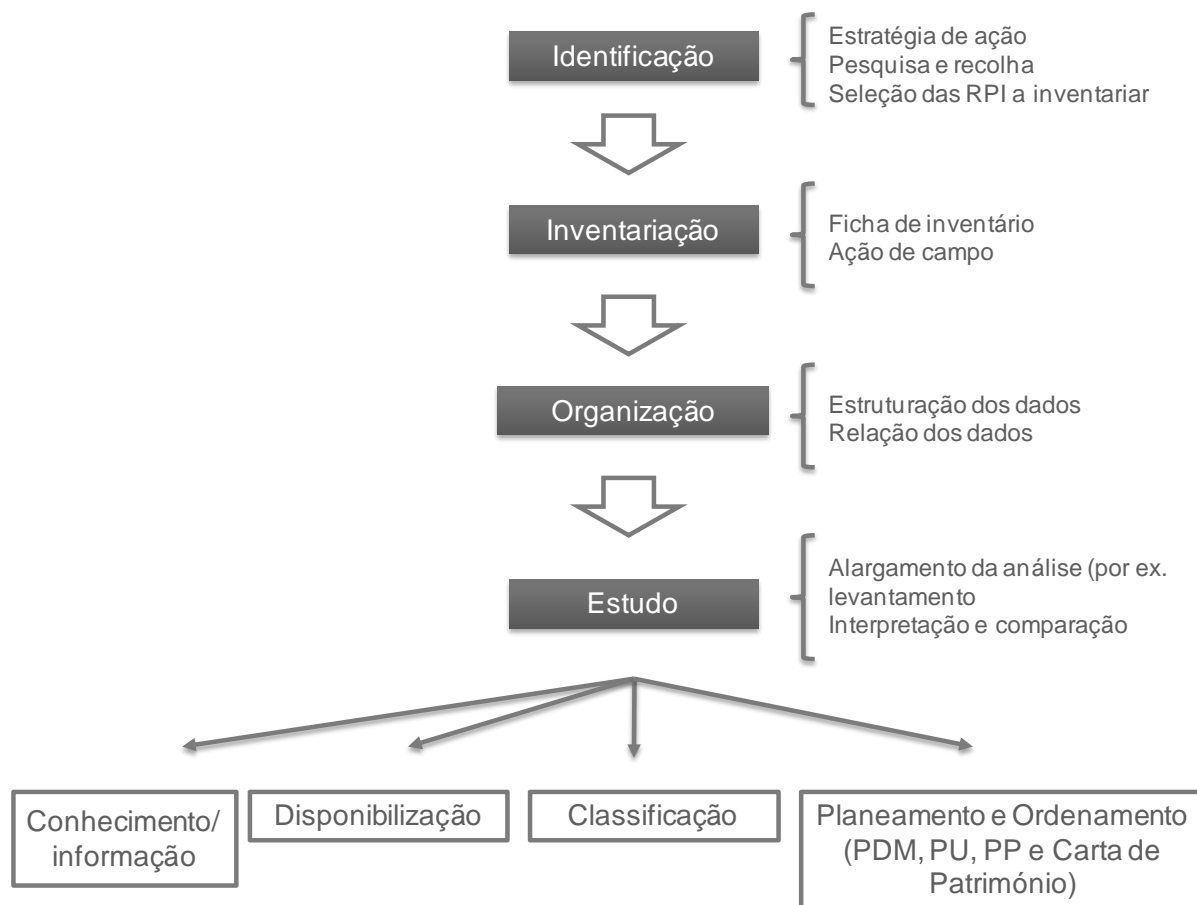 Identificação
Estratégia de ação
Pesquisa e recolha
Seleção das RPI a inventariar
Inventariação
Ficha de inventário
Ação de campo
Organização
Estruturação dos dados
Relação dos dados
Estudo
Alargamento da análise (por ex.
levantamento
Interpretação e comparação
Conhecimento/
informação
Disponibilização
Classificação
Planeamento e Ordenamento
(PDM, PU, PP e Carta de
Património)